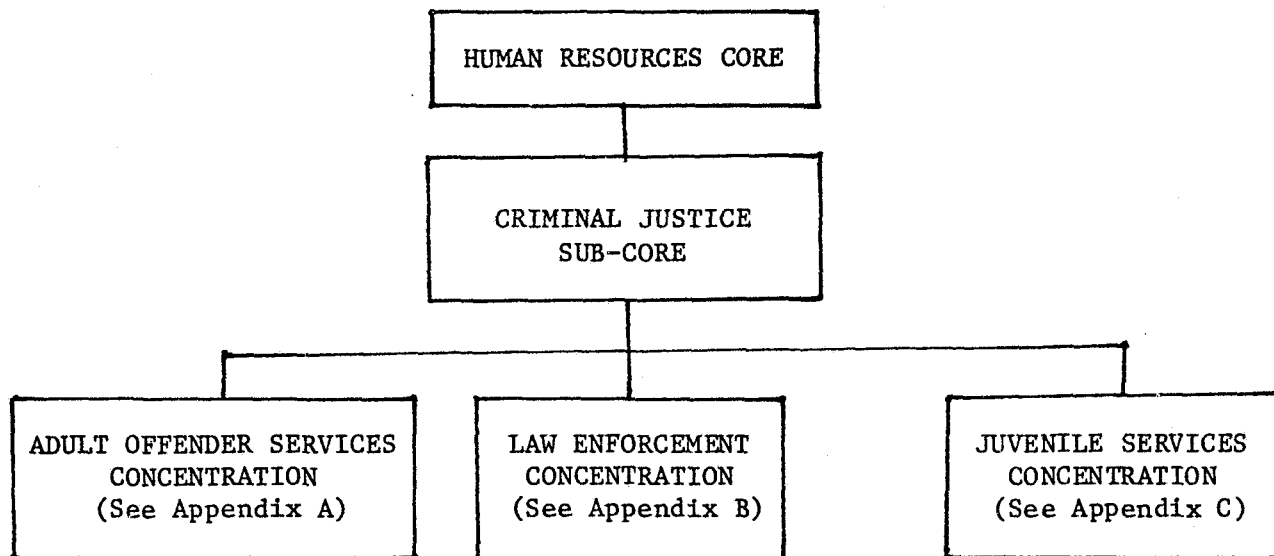 HUMAN RESOURCES CORE
CRIMINAL JUSTICE
SUB-CORE
ADULT OFFENDER SERVICES
CONCENTRATION
(See Appendix A)
LAW ENFORCEMENT
CONCENTRATION
(See Appendix B)
JUVENILE SERVICES
CONCENTRATION
(See Appendix C)